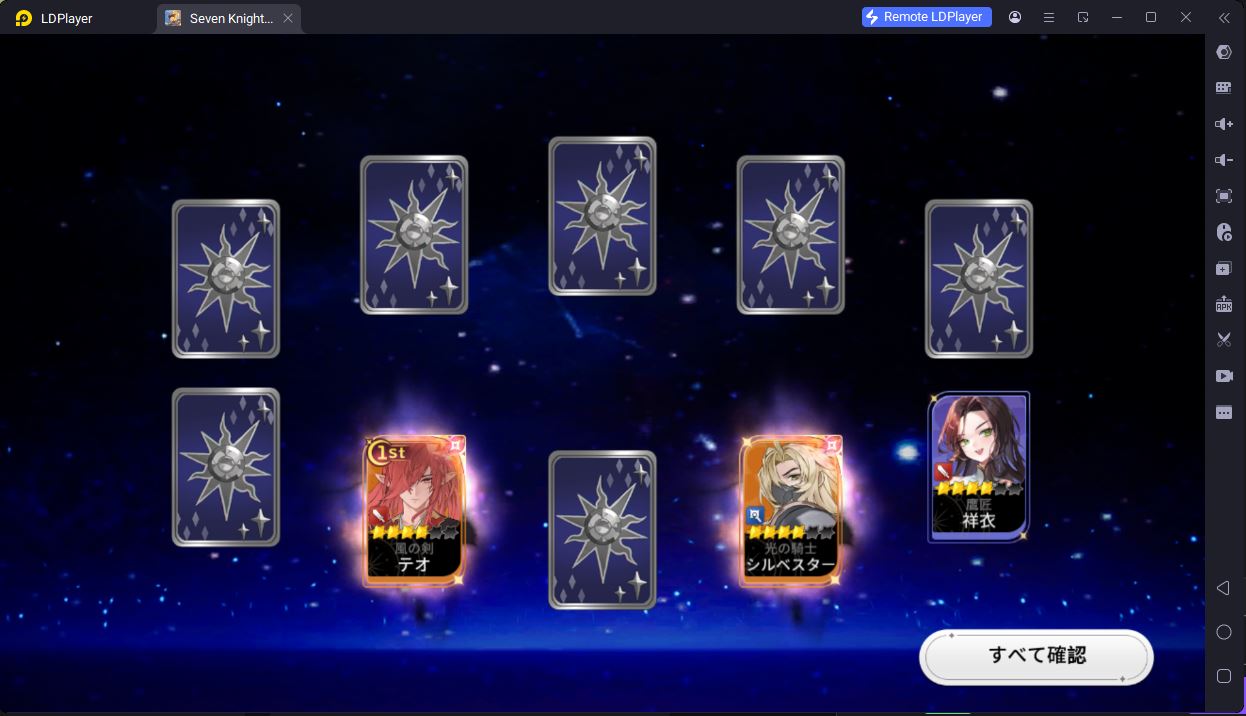 LDPlayer
Seven Knight...
Remote LDPlayer
APK
1st
風の剣
テオ
光の騎士
シルベスター
鷹匠
祥衣
すべて確認